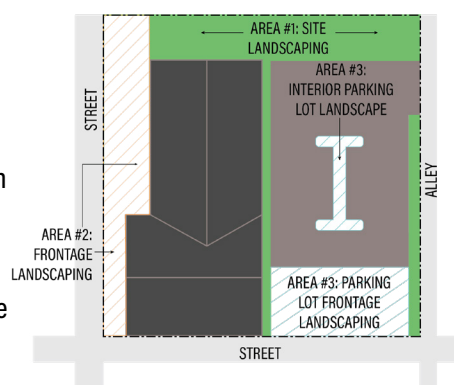 AREA #1: SITE
LANDSCAPING
STREET
AREA #3:
INTERIOR PARKING
LOT LANDSCAPE
ALLEY
AREA #2:
FRONTAGE
LANDSCAPING
AREA #3: PARKING
LOT FRONTAGE
LANDSCAPING
STREET